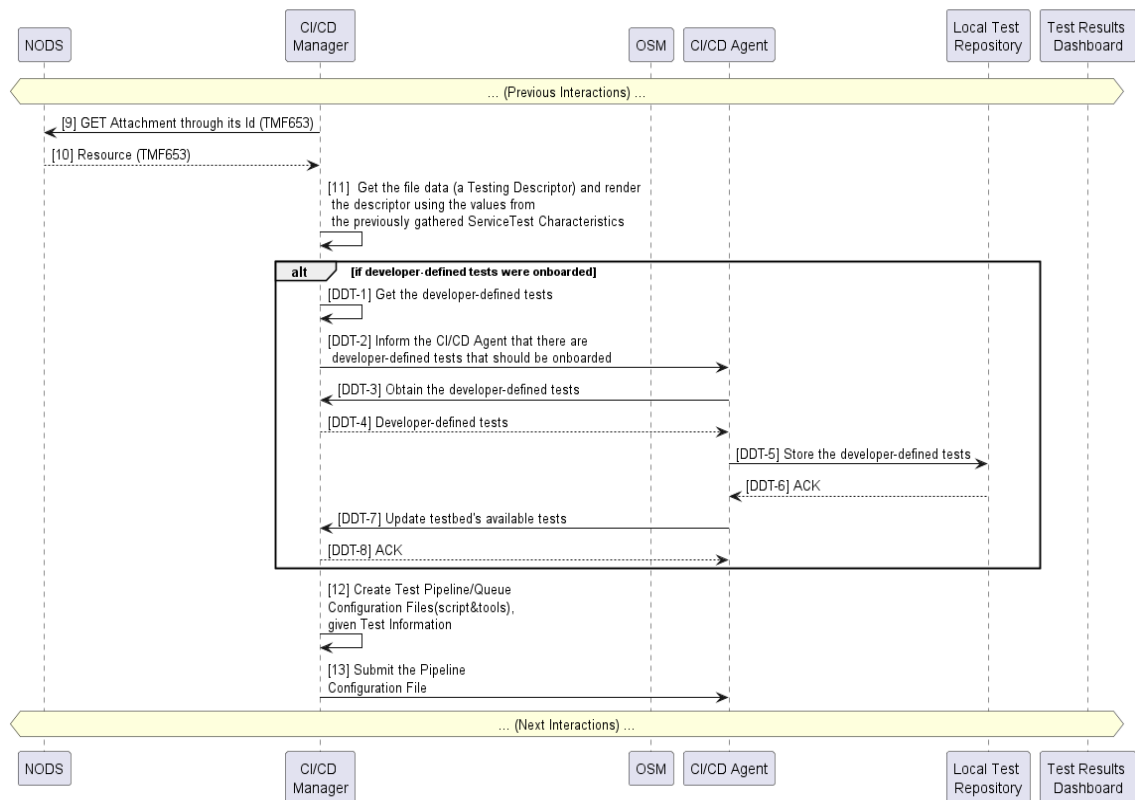 NODS
CI/CD
Manager
OSM
CI/CD Agent
Local Test
Repository
Test Results
Dashboard
... (Previous Interactions) ...
[9] GET Attachment through its Id (TMF653)
[10] Resource (TMF653)
[11]  Get the file data (a Testing Descriptor) and render
the descriptor using the values from
the previously gathered ServiceTest Characteristics
alt
[if developer-defined tests were onboarded]
[DDT-1] Get the developer-defined tests
[DDT-2] Inform the CI/CD Agent that there are
developer-defined tests that should be onboarded
[DDT-3] Obtain the developer-defined tests
[DDT-4] Developer-defined tests
[DDT-5] Store the developer-defined tests
[DDT-6] ACK
[DDT-7] Update testbed's available tests
[DDT-8] ACK
[12] Create Test Pipeline/Queue
Configuration Files(script&tools),
given Test Information
[13] Submit the Pipeline
Configuration File
... (Next Interactions) ...
NODS
CI/CD
Manager
OSM
CI/CD Agent
Local Test
Repository
Test Results
Dashboard